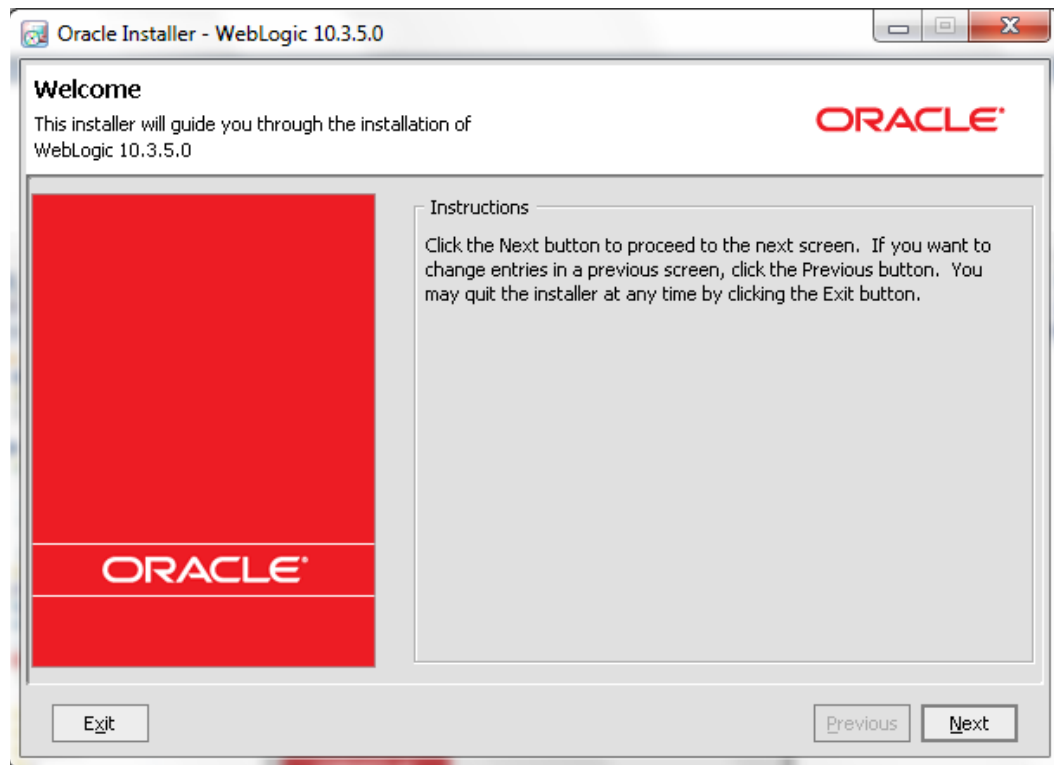 Oracle Installer - WebLogic 10.3.5.0
Welcome
This installer will guide you through the installation of
WebLogic 10.3.5.0
ORACLE
Instructions
Click the Next button to proceed to the next screen.  If you want to
change entries in a previous screen, click the Previous button.  You
may quit the installer at any time by clicking the Exit button.
ORACLE
Exit
Previous
Next